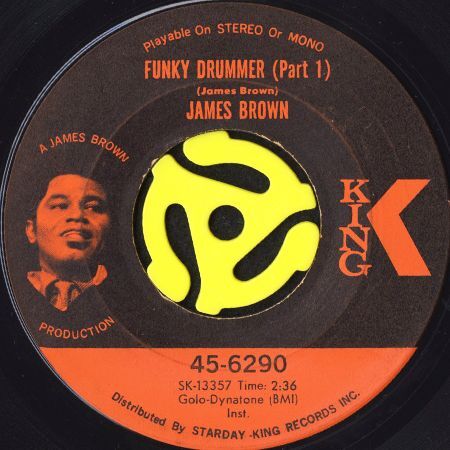 Playable On STEREO Or MONO
FUNKY DRUMMER (Part 1)
(James Brown)
JAMES BROWN
A JAMES BROWN
PRODUCTION
KING
45-6290
SK-13357 Time: 2:36
Golo-Dynatone (BMI)
Inst.
Distributed By STARDAY-KING RECORDS INC.